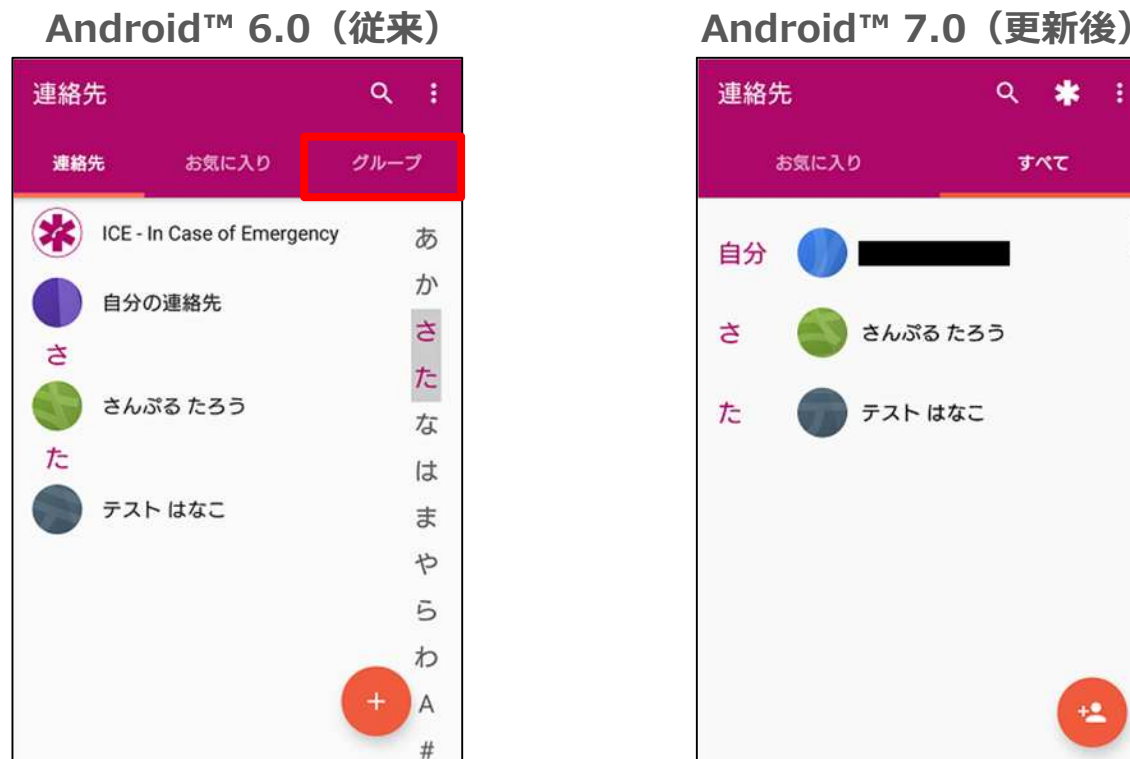 Android™ 6.0（従来）
連絡先
連絡先 お気に入り グループ
ICE - In Case of Emergency
自分の連絡先
さ
さんぷる たろう
た
テスト はなこ
あ
か
さ
た
な
は
ま
や
ら
わ
A
#
Android™ 7.0（更新後）
連絡先
お気に入り すべて
自分
さ さんぷる たろう
た テスト はなこ